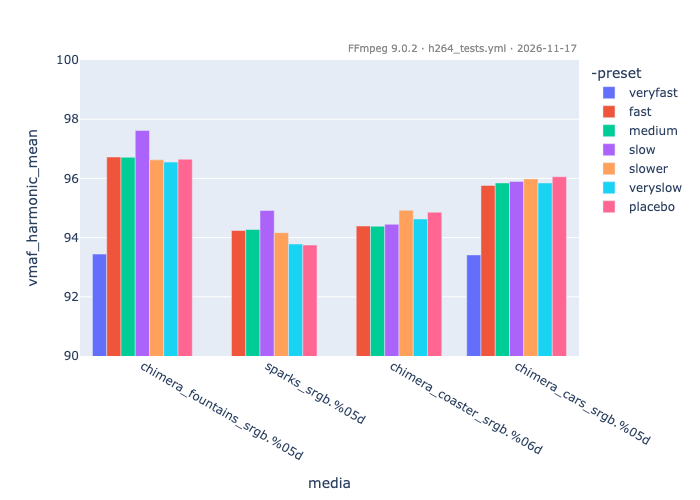 FFmpeg 9.0.2 · h264_tests.yml · 2026-11-17
-preset
veryfast
fast
medium
slow
slower
veryslow
placebo
vmaf_harmonic_mean
100
98
96
94
92
90
chimera_fountains_srgb.%05d
sparks_srgb.%05d
chimera_coaster_srgb.%06d
chimera_cars_srgb.%05d
media